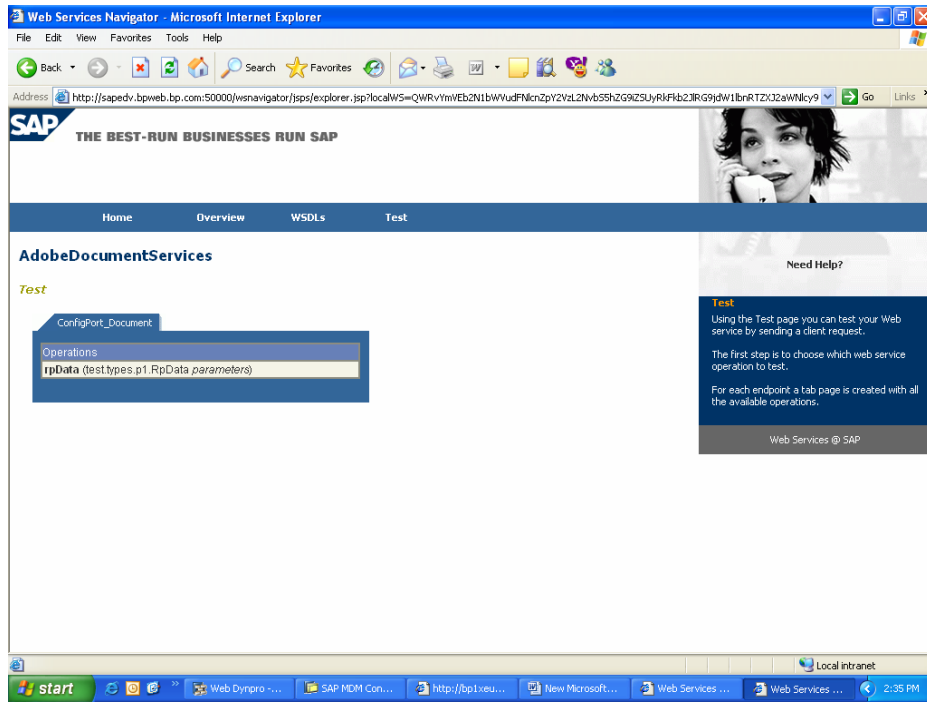 Web Services Navigator - Microsoft Internet Explorer
File Edit View Favorites Tools Help
Back Search Favorites
Address http://sapedv.bpweb.bp.com:50000/wsnavigator/jsps/explorer.jsp?localWS=QWRvYmVEb2N1bWVudFNlcnZpY2VzL2NvbS5hZG9iZSUyRkFkb2JlRG9jdW1lbnRTZXJ2aWNlcy9 Go Links
SAP THE BEST-RUN BUSINESSES RUN SAP
Home Overview WSDLs Test
AdobeDocumentServices
Test
ConfigPort_Document
Operations
rpData (test.types.p1.RpData parameters)
Need Help?
Test
Using the Test page you can test your Web
service by sending a client request.
The first step is to choose which web service
operation to test.
For each endpoint a tab page is created with all
the available operations.
Web Services @ SAP
Local intranet
start Web Dynpro -... SAP MDM Con... http://bp1xeu... New Microsoft... Web Services ... Web Services ... 2:35 PM